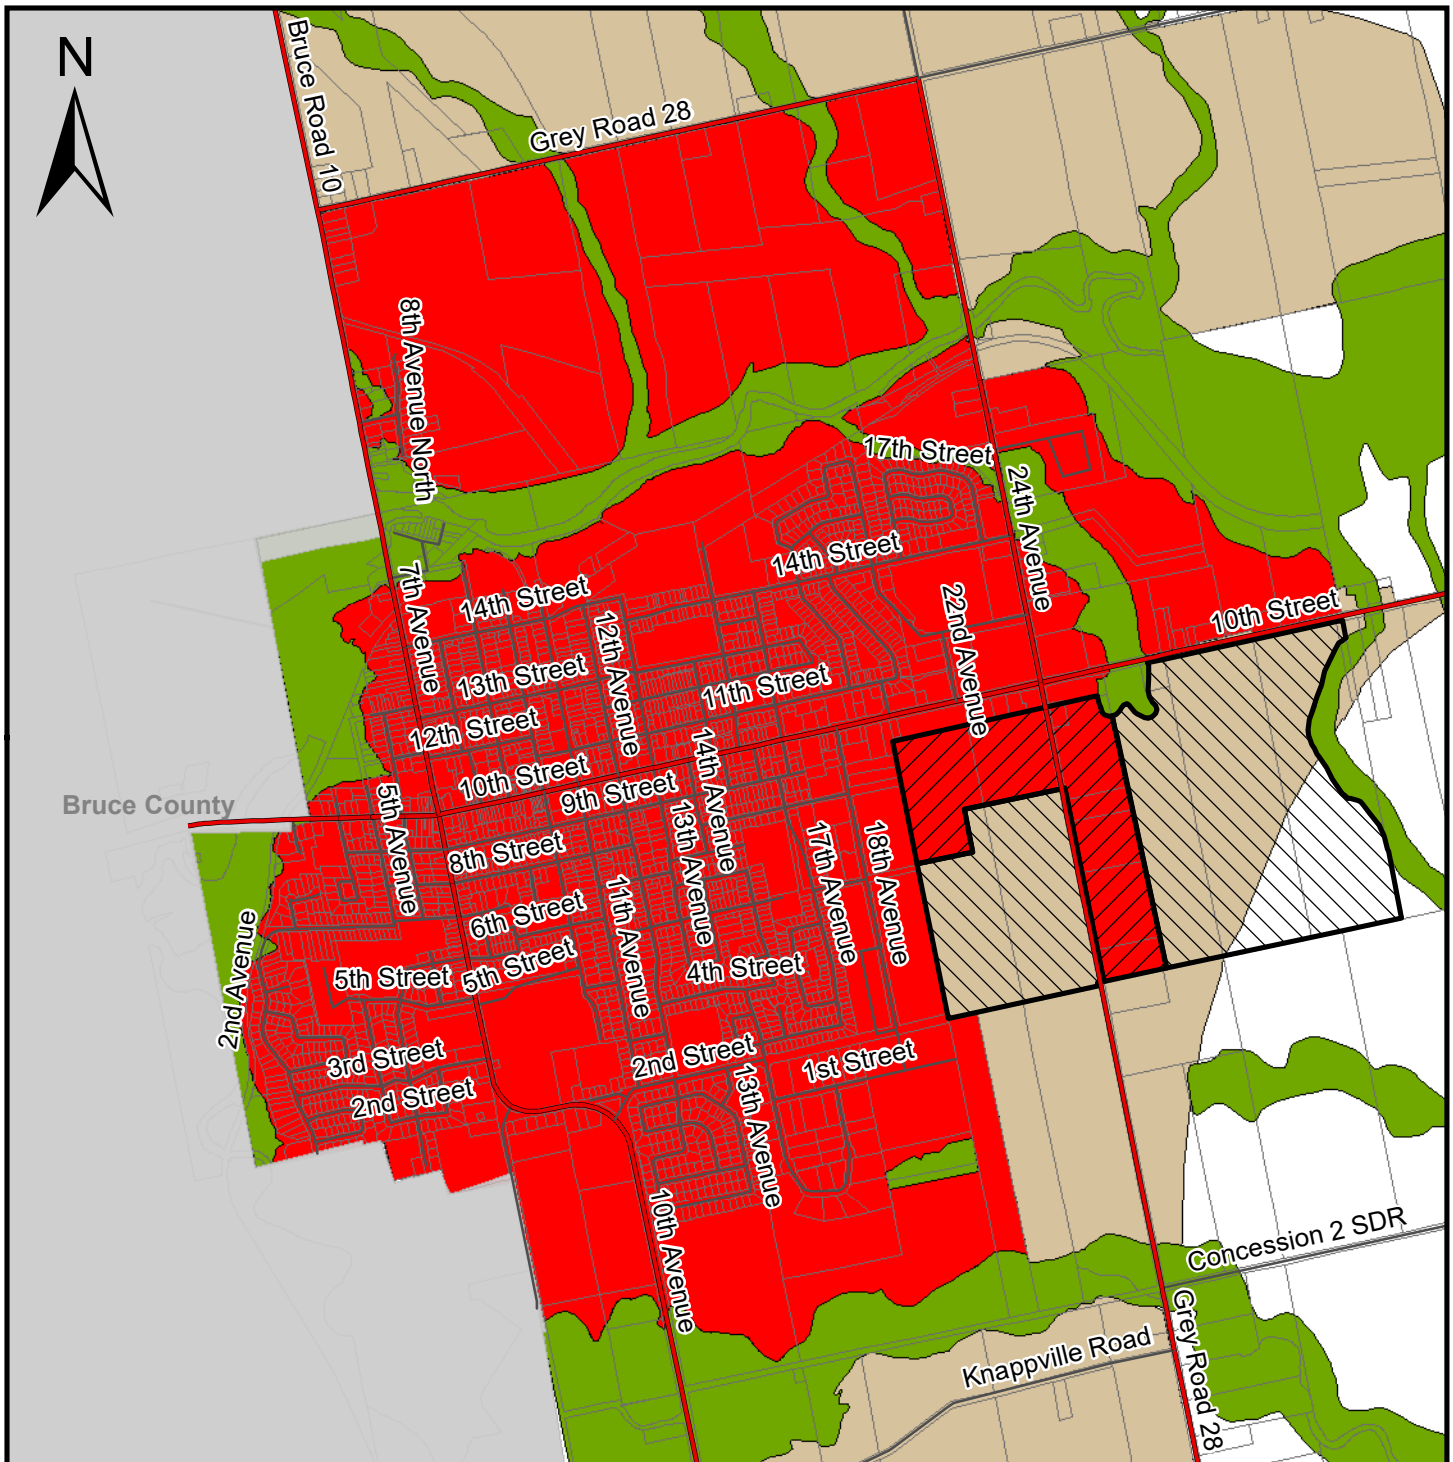 N
Bruce Road 10
Grey Road 28
8th Avenue North
17th Street
24th Avenue
14th Street
7th Avenue
14th Street
12th Avenue
22nd Avenue
10th Street
13th Street
11th Street
12th Street
14th Avenue
10th Street
9th Street
Bruce County
5th Avenue
13th Avenue
17th Avenue
18th Avenue
8th Street
11th Avenue
6th Street
2nd Avenue
5th Street
5th Street
4th Street
3rd Street
2nd Street
1st Street
2nd Street
13th Avenue
10th Avenue
Concession 2 SDR
Grey Road 28
Knappville Road